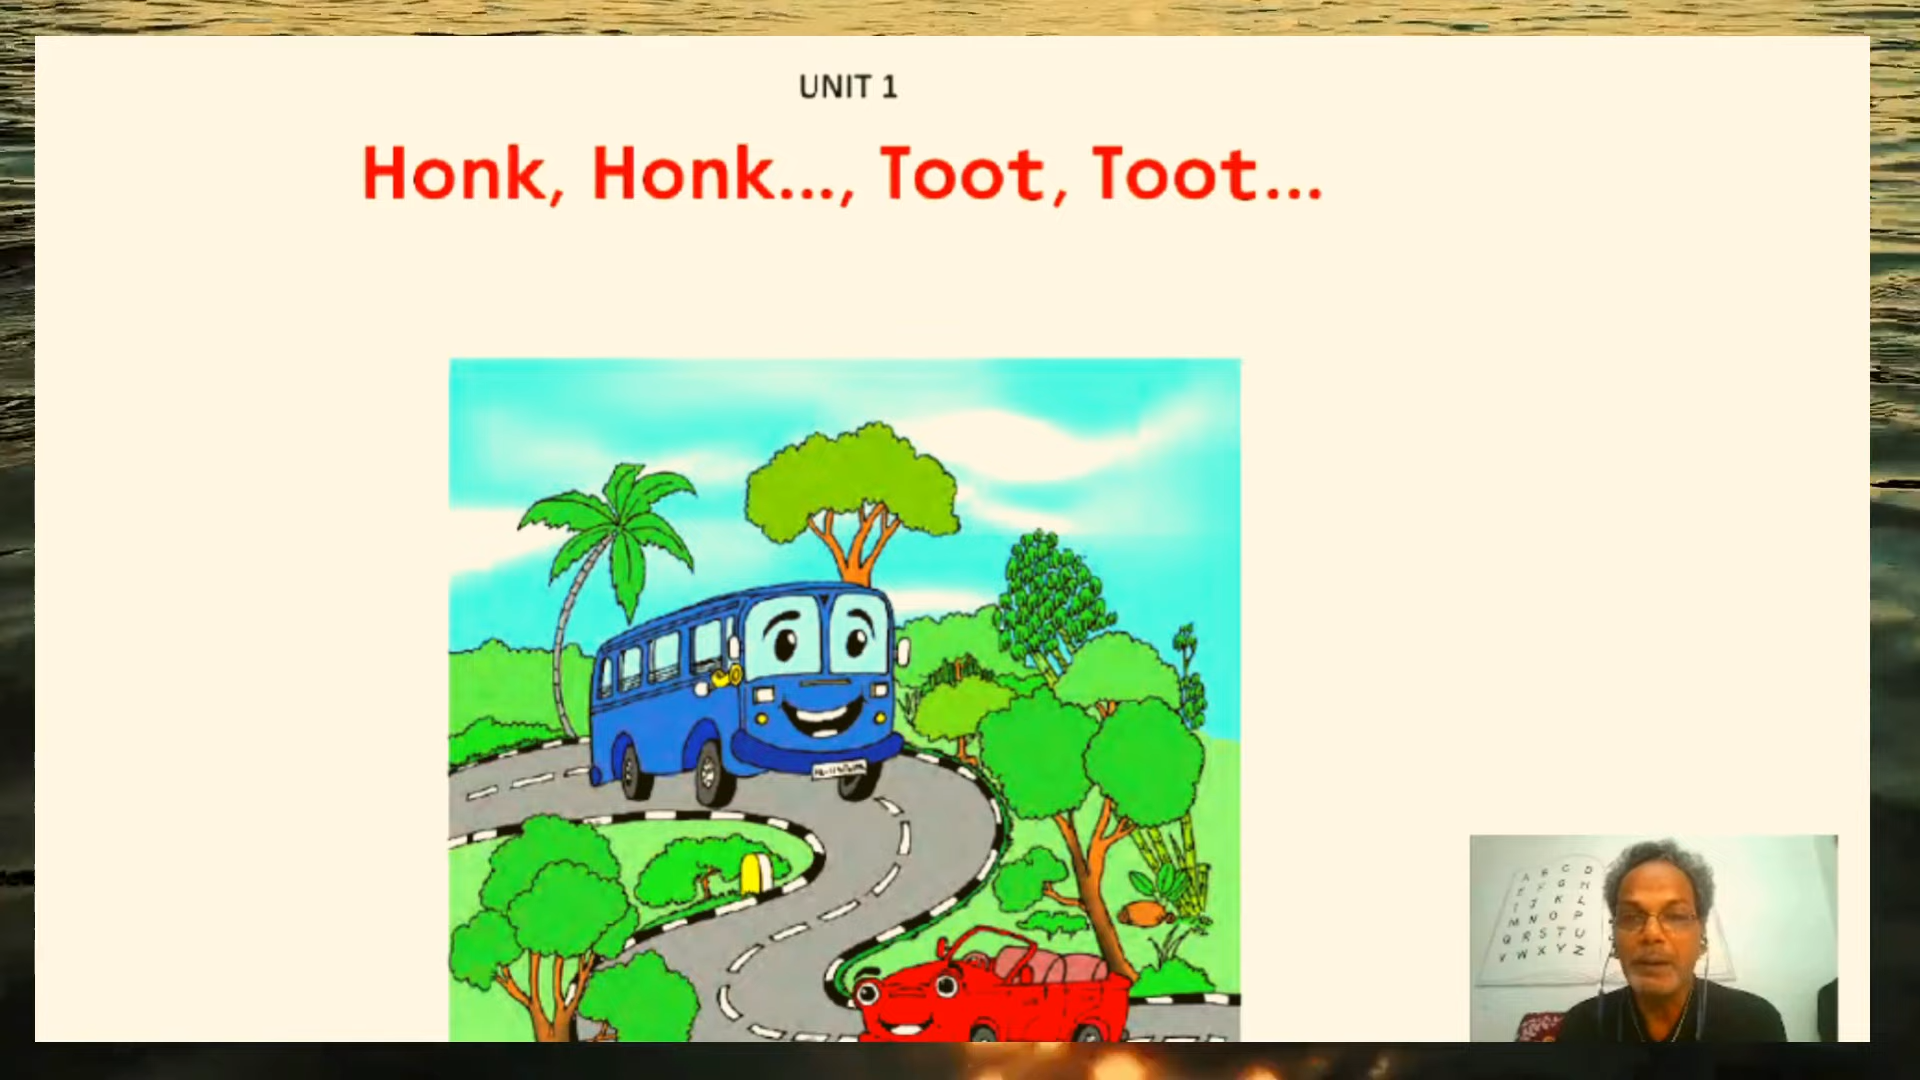 UNIT 1
Honk, Honk..., Toot, Toot...
A B C D
E F G H
I J K L
M N O P
Q R S T U
V W X Y Z